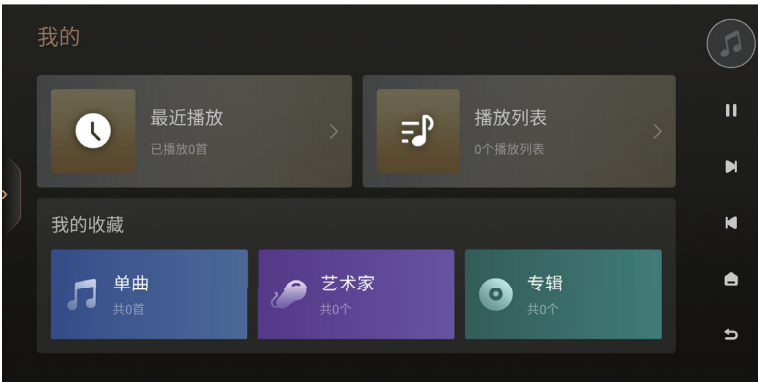 我的
最近播放
已播放0首
播放列表
0个播放列表
我的收藏
单曲
共0首
艺术家
共0个
专辑
共0个